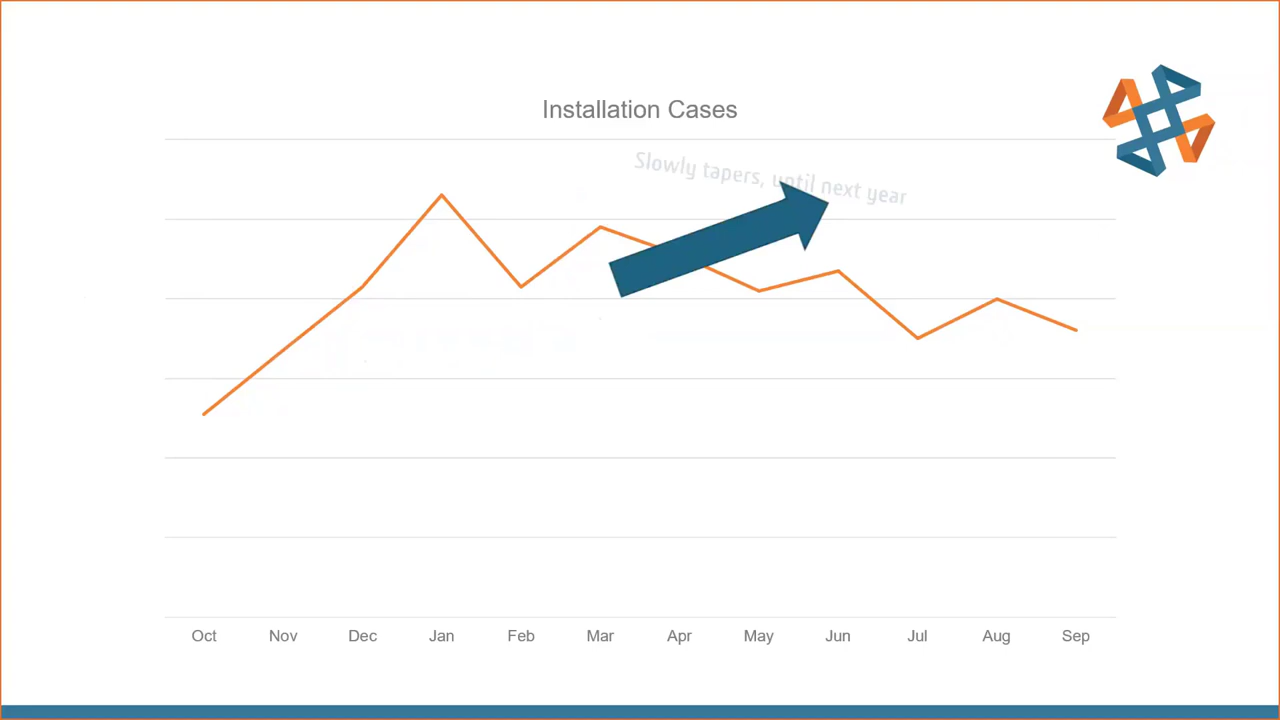 Installation Cases
Slowly tapers, until next year
Oct Nov Dec Jan Feb Mar Apr May Jun Jul Aug Sep